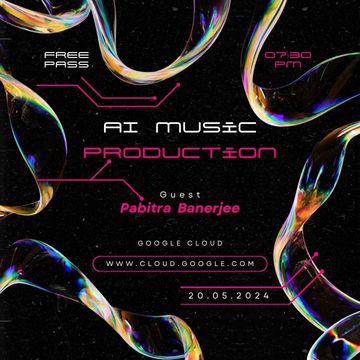 FREE
PASS
07:30
PM
AI MUSIC
PRODUCTION
Guest
Pabitra Banerjee
GOOGLE CLOUD
WWW.CLOUD.GOOGLE.COM
20.05.2024